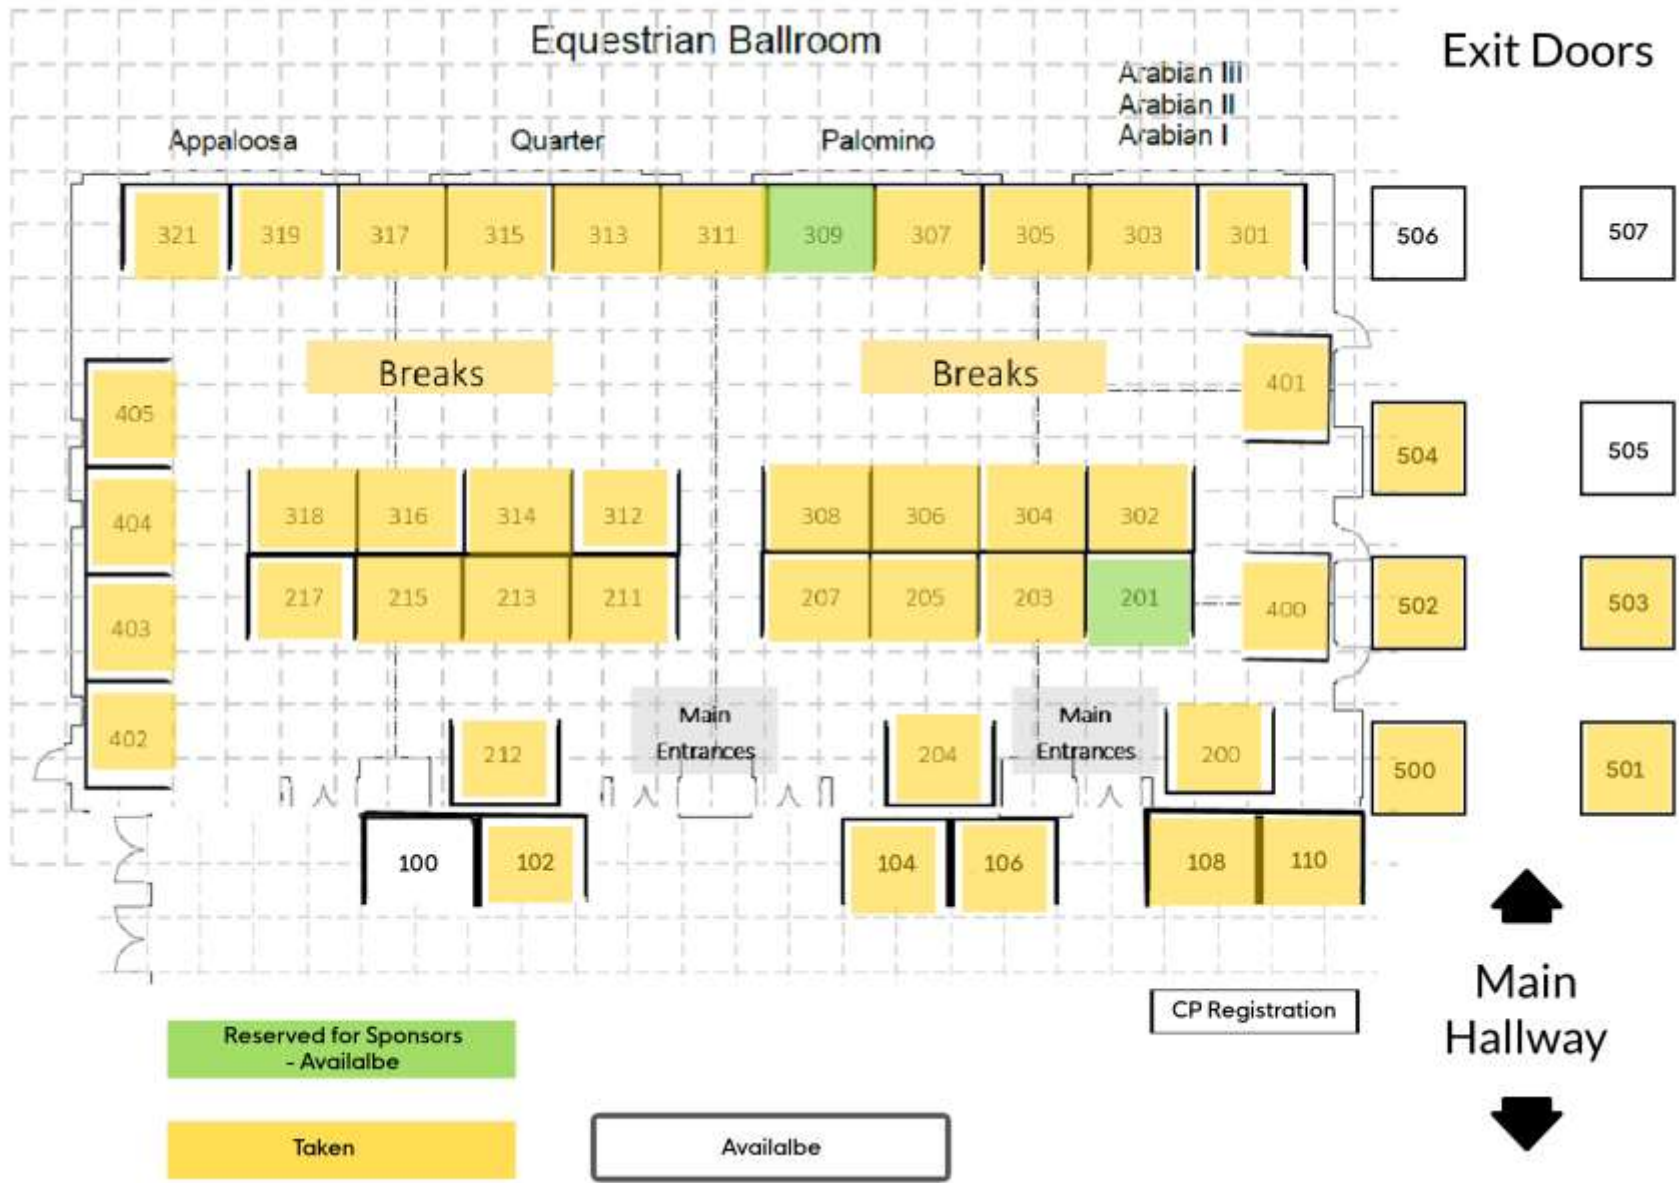 Equestrian Ballroom
Exit Doors
Arabian III
Arabian II
Arabian I
Appaloosa
Quarter
Palomino
321
319
317
315
313
311
309
307
305
303
301
506
507
Breaks
Breaks
401
405
504
505
318
316
314
312
308
306
304
302
404
217
215
213
211
207
205
203
201
400
502
503
403
402
212
Main
Entrances
204
Main
Entrances
200
500
501
100
102
104
106
108
110
Main
Hallway
CP Registration
Reserved for Sponsors
- Availalbe
Taken
Availalbe